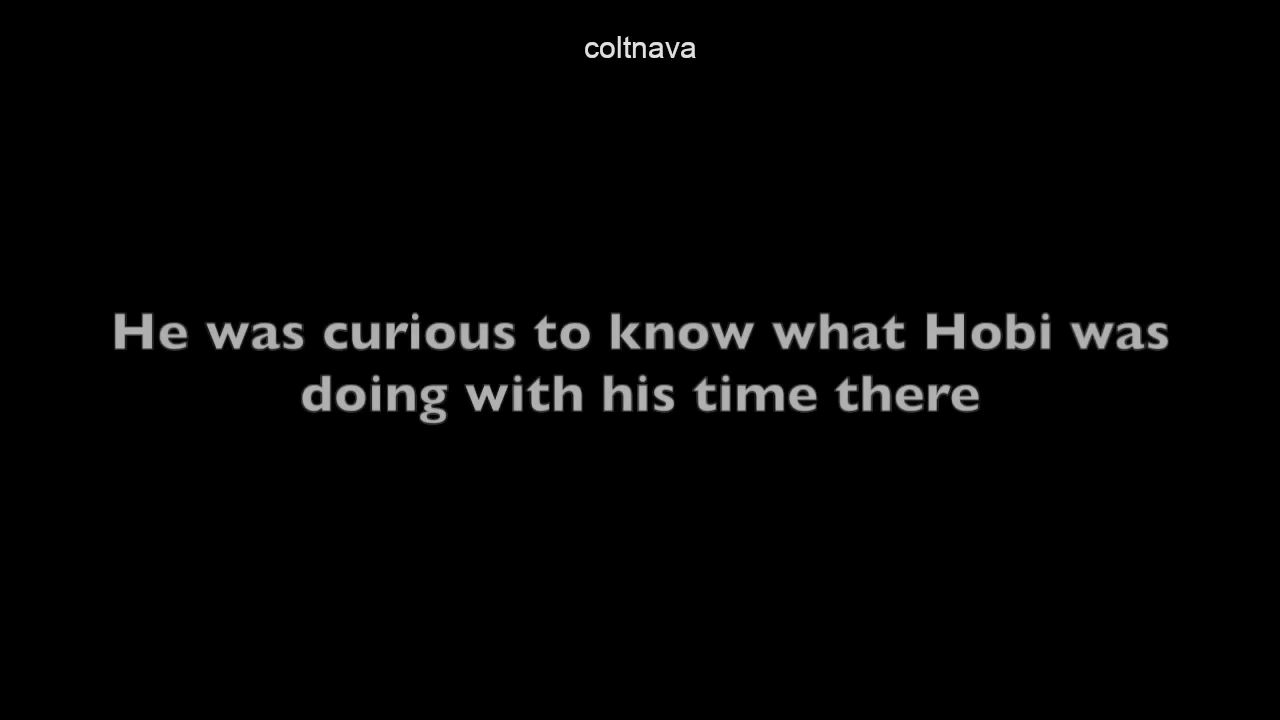 coltnava
He was curious to know what Hobi was
doing with his time there